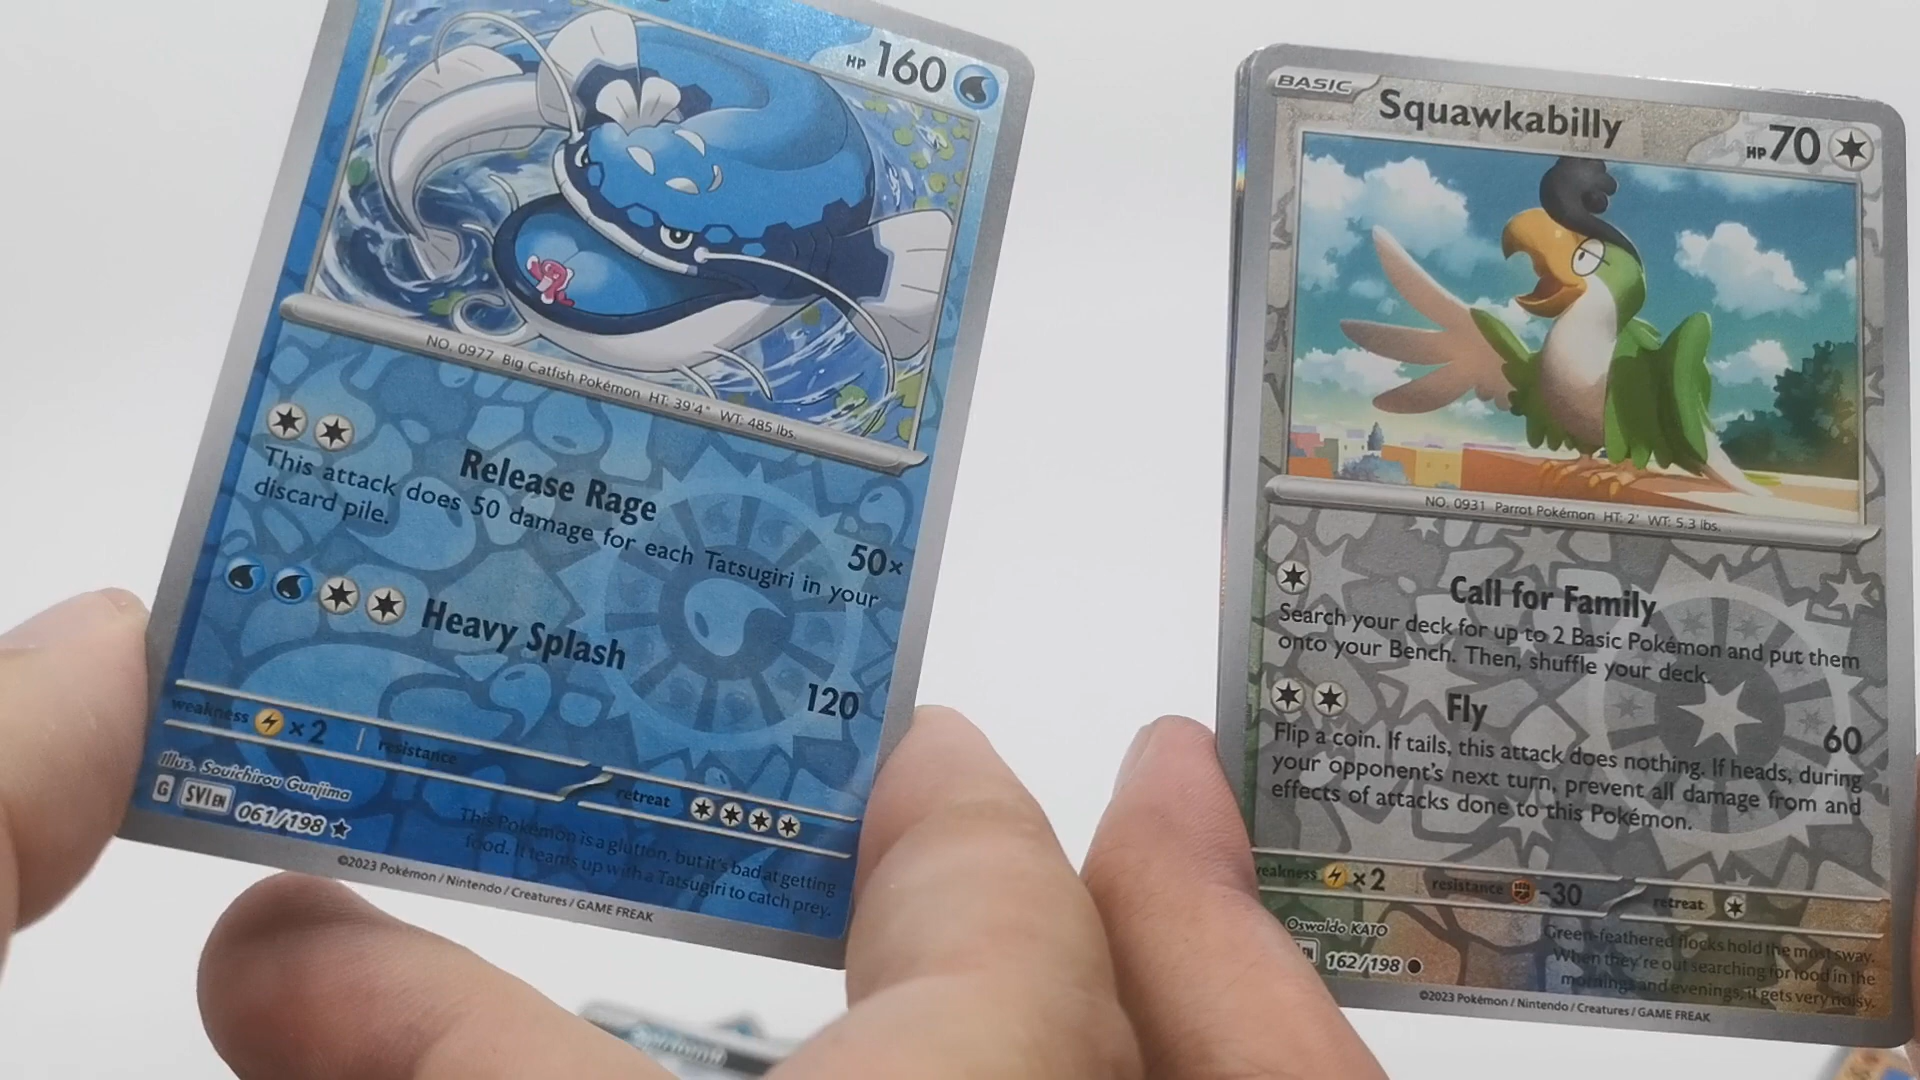 HP 160
NO. 0977 Big Catfish Pokémon HT: 39'4" WT: 485 lbs.
Release Rage 50×
This attack does 50 damage for each Tatsugiri in your
discard pile.
Heavy Splash 120
weakness ×2 resistance
retreat
Illus. Souichirou Gunjima
G SVI EN 061/198
This Pokémon is a glutton, but it's bad at getting
food. It teams up with a Tatsugiri to catch prey.
©2023 Pokémon / Nintendo / Creatures / GAME FREAK
BASIC Squawkabilly HP 70
NO. 0931 Parrot Pokémon HT: 2' WT: 5.3 lbs.
Call for Family
Search your deck for up to 2 Basic Pokémon and put them
onto your Bench. Then, shuffle your deck.
Fly 60
Flip a coin. If tails, this attack does nothing. If heads, during
your opponent's next turn, prevent all damage from and
effects of attacks done to this Pokémon.
weakness ×2 resistance -30
retreat
Oswaldo KATO
EN 162/198
Green-feathered flocks hold the most sway.
When they're out searching for food in the
mornings and evenings, it gets very noisy.
©2023 Pokémon / Nintendo / Creatures / GAME FREAK